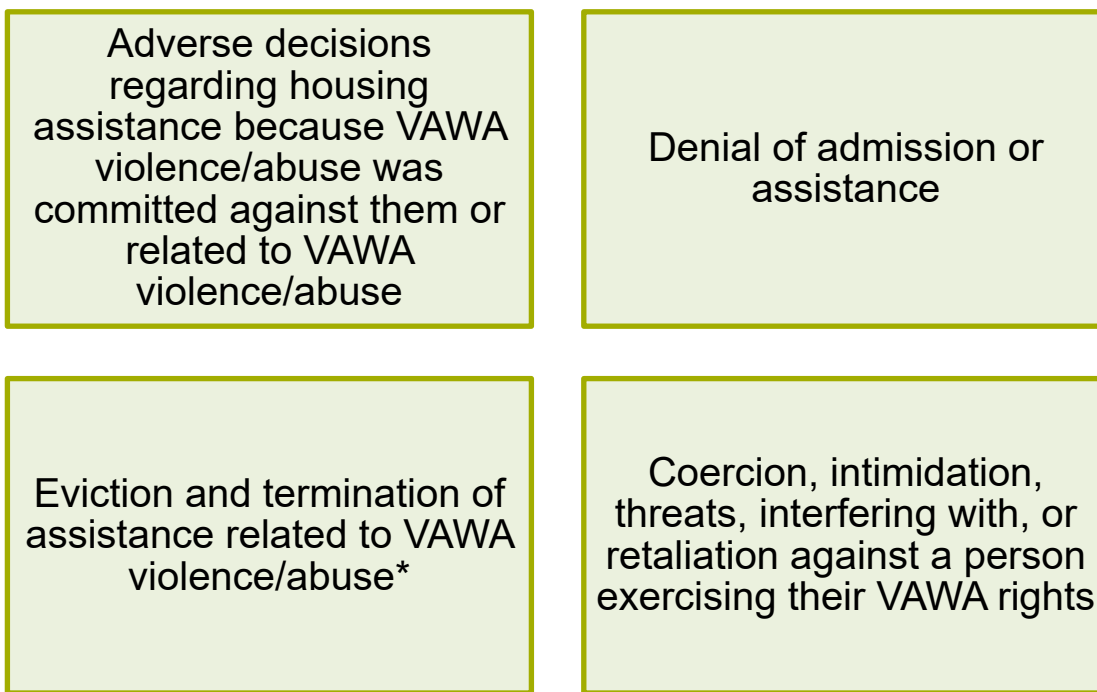 Adverse decisions
regarding housing
assistance because VAWA
violence/abuse was
committed against them or
related to VAWA
violence/abuse
Denial of admission or
assistance
Eviction and termination of
assistance related to VAWA
violence/abuse*
Coercion, intimidation,
threats, interfering with, or
retaliation against a person
exercising their VAWA rights